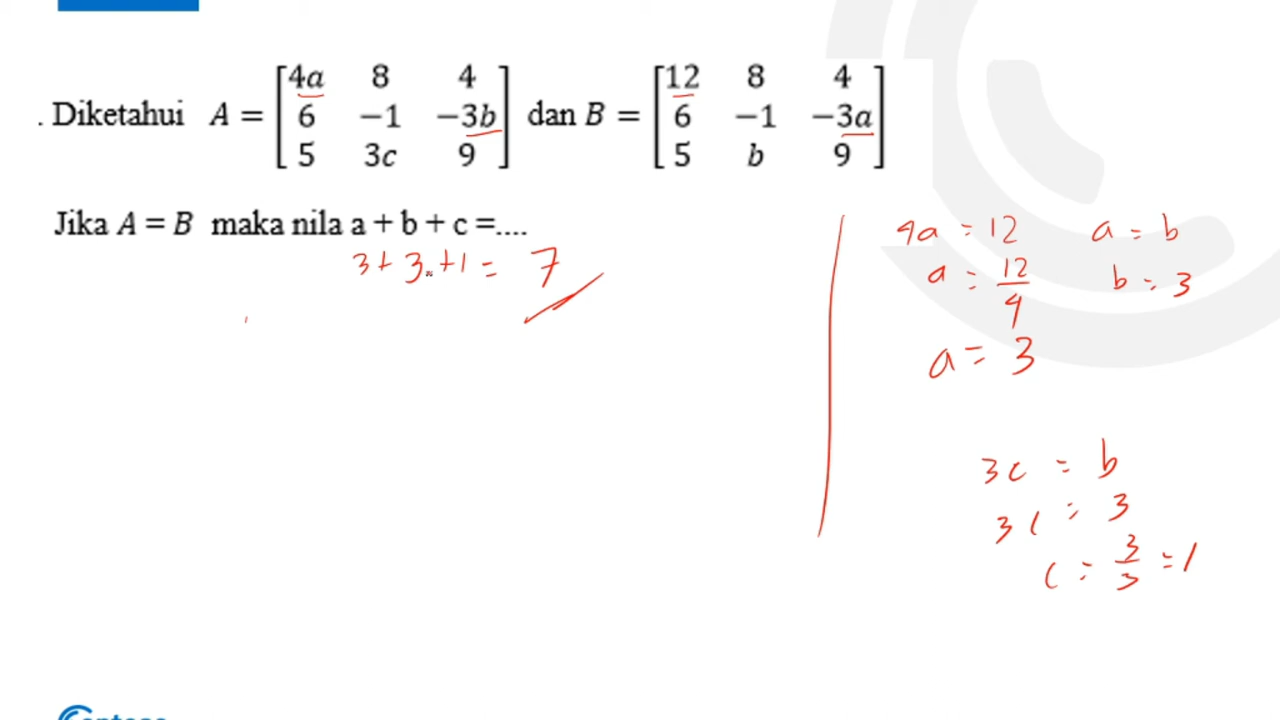 . Diketahui A = [4a 8 4 dan B = [12 8 4
6 -1 -3b] 6 -1 -3a]
5 3c 9 5 b 9
Jika A = B maka nila a + b + c =....
3 + 3 + 1 = 7
4a = 12
a = 12/4
a = 3
a = b
b = 3
3c = b
3c = 3
c = 3/3 = 1